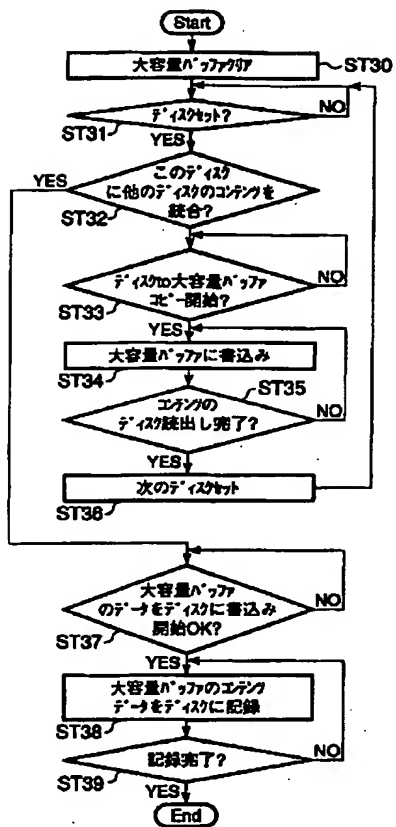 Start
大容量バッファクリア
ST30
ディスクセット?
NO
ST31
YES
YES
このディスク
に他のディスクのコンテンツを
統合?
ST32
ディスクto大容量バッファ
コピー開始?
NO
ST33
YES
大容量バッファに書込み
ST34
ST35
コンテンツの
ディスク読出し完了?
NO
YES
次のディスクセット
ST36
大容量バッファ
のデータをディスクに書込み
開始OK?
NO
ST37
YES
大容量バッファのコンテンツ
データをディスクに記録
ST38
記録完了?
NO
ST39
YES
End